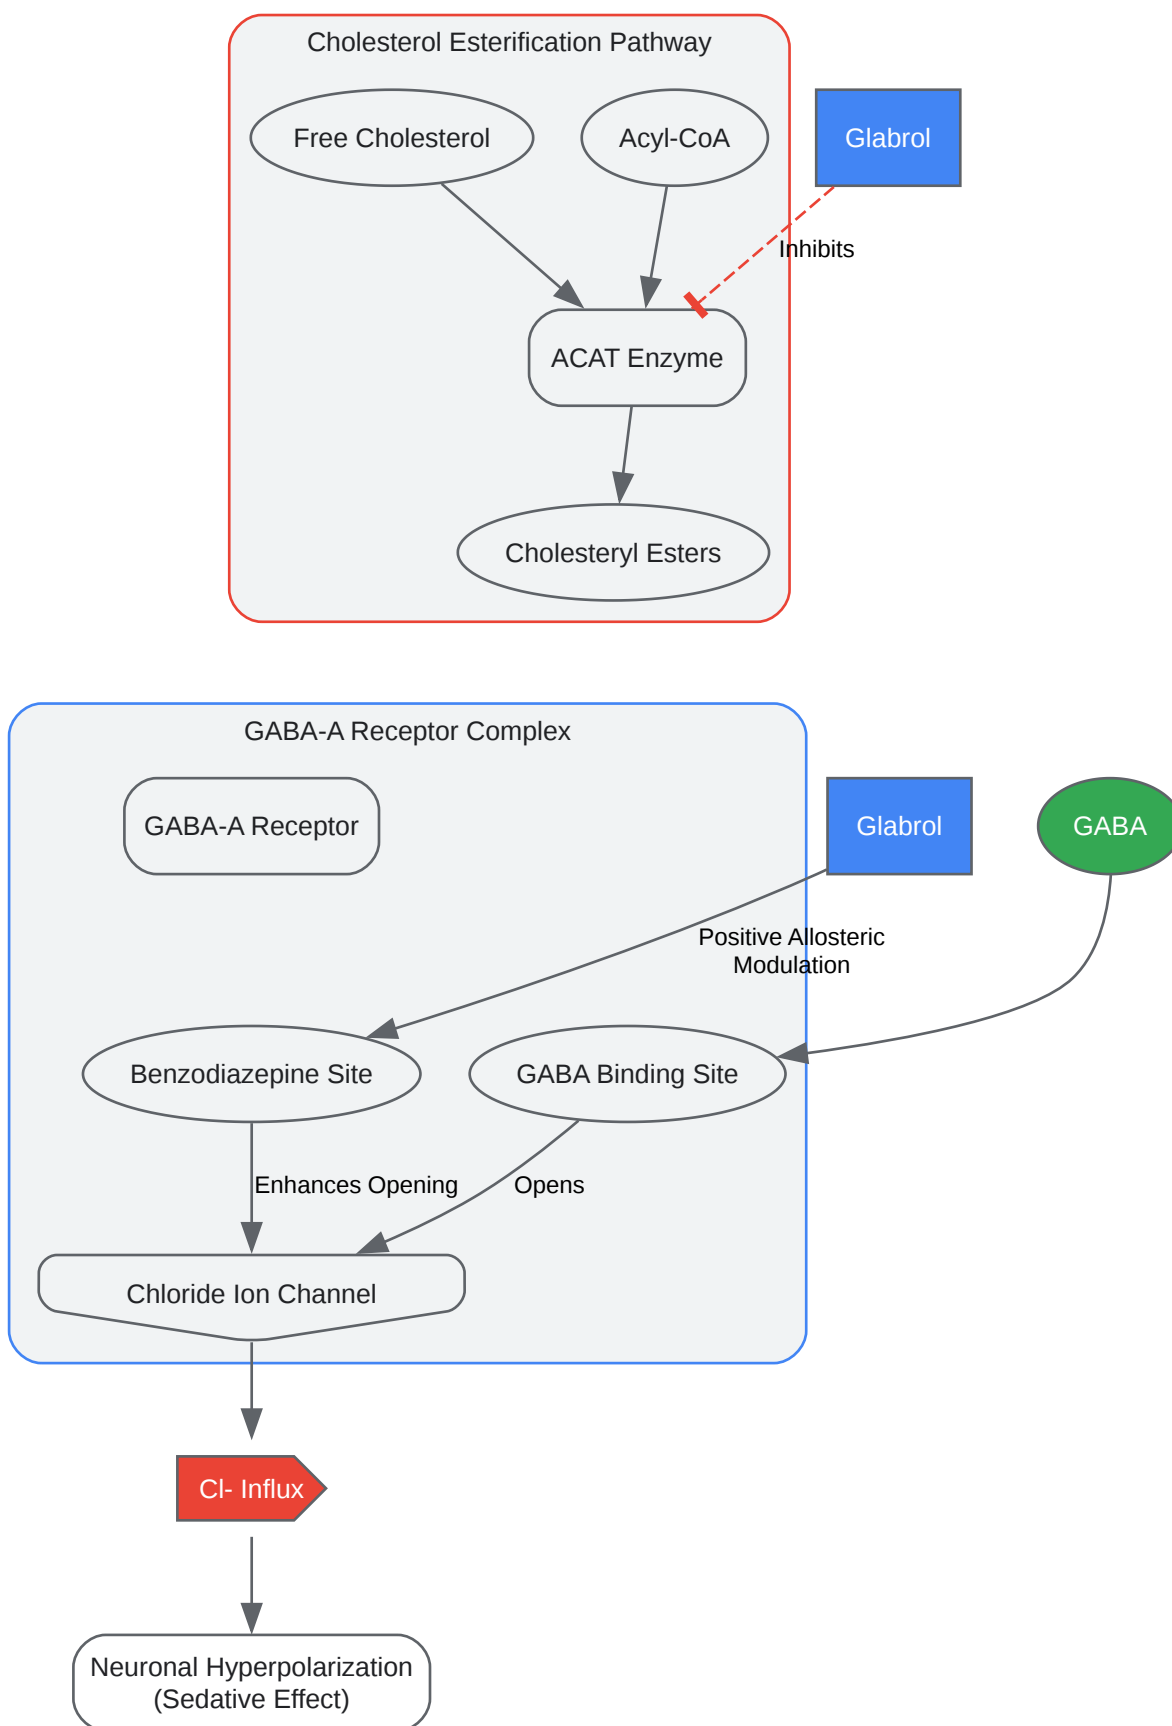 Cholesterol Esterification Pathway
Free Cholesterol
Acyl-CoA
Glabrol
Inhibits
ACAT Enzyme
Cholesteryl Esters
GABA-A Receptor Complex
GABA-A Receptor
Glabrol
GABA
Positive Allosteric
Modulation
Benzodiazepine Site
GABA Binding Site
Enhances Opening
Opens
Chloride Ion Channel
Cl- Influx
Neuronal Hyperpolarization
(Sedative Effect)